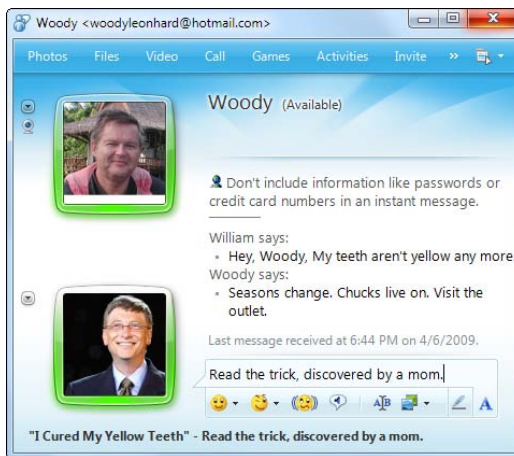 Woody <woodyleonhard@hotmail.com>
Photos Files Video Call Games Activities Invite »
Woody (Available)
Don't include information like passwords or
credit card numbers in an instant message.
William says:
Hey, Woody, My teeth aren't yellow any more
Woody says:
Seasons change. Chucks live on. Visit the
outlet.
Last message received at 6:44 PM on 4/6/2009.
Read the trick, discovered by a mom.
A
"I Cured My Yellow Teeth" - Read the trick, discovered by a mom.